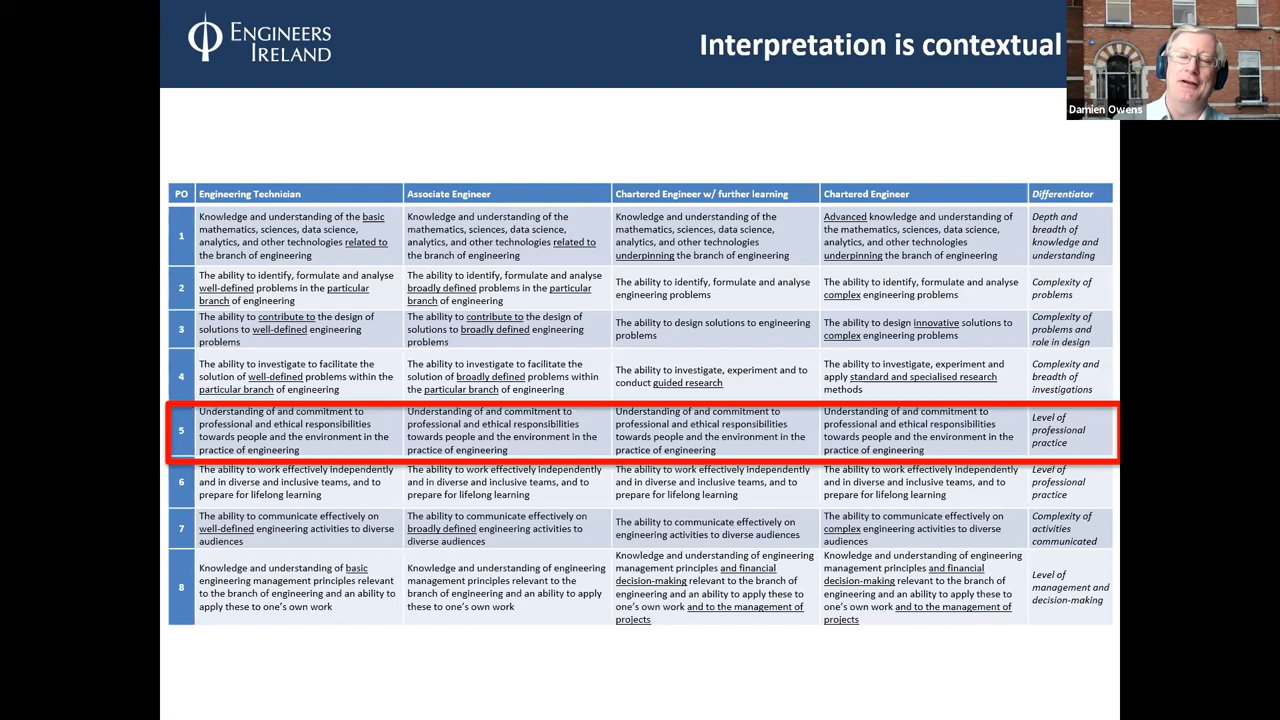 ENGINEERS
IRELAND
Interpretation is contextual
Damien Owens
PO
Engineering Technician
Associate Engineer
Chartered Engineer w/ further learning
Chartered Engineer
Differentiator
1
Knowledge and understanding of the basic
mathematics, sciences, data science,
analytics, and other technologies related to
the branch of engineering
Knowledge and understanding of the
mathematics, sciences, data science,
analytics, and other technologies related to
the branch of engineering
Knowledge and understanding of the
mathematics, sciences, data science,
analytics, and other technologies
underpinning the branch of engineering
Advanced knowledge and understanding of
the mathematics, sciences, data science,
analytics, and other technologies
underpinning the branch of engineering
Depth and
breadth of
knowledge and
understanding
2
The ability to identify, formulate and analyse
well-defined problems in the particular
branch of engineering
The ability to identify, formulate and analyse
broadly defined problems in the particular
branch of engineering
The ability to identify, formulate and analyse
engineering problems
The ability to identify, formulate and analyse
complex engineering problems
Complexity of
problems
3
The ability to contribute to the design of
solutions to well-defined engineering
problems
The ability to contribute to the design of
solutions to broadly defined engineering
problems
The ability to design solutions to engineering
problems
The ability to design innovative solutions to
complex engineering problems
Complexity of
problems and
role in design
4
The ability to investigate to facilitate the
solution of well-defined problems within the
particular branch of engineering
The ability to investigate to facilitate the
solution of broadly defined problems within
the particular branch of engineering
The ability to investigate, experiment and to
conduct guided research
The ability to investigate, experiment and
apply standard and specialised research
methods
Complexity and
breadth of
investigations
5
Understanding of and commitment to
professional and ethical responsibilities
towards people and the environment in the
practice of engineering
Understanding of and commitment to
professional and ethical responsibilities
towards people and the environment in the
practice of engineering
Understanding of and commitment to
professional and ethical responsibilities
towards people and the environment in the
practice of engineering
Understanding of and commitment to
professional and ethical responsibilities
towards people and the environment in the
practice of engineering
Level of
professional
practice
6
The ability to work effectively independently
and in diverse and inclusive teams, and to
prepare for lifelong learning
The ability to work effectively independently
and in diverse and inclusive teams, and to
prepare for lifelong learning
The ability to work effectively independently
and in diverse and inclusive teams, and to
prepare for lifelong learning
The ability to work effectively independently
and in diverse and inclusive teams, and to
prepare for lifelong learning
Level of
professional
practice
7
The ability to communicate effectively on
well-defined engineering activities to diverse
audiences
The ability to communicate effectively on
broadly defined engineering activities to
diverse audiences
The ability to communicate effectively on
engineering activities to diverse audiences
The ability to communicate effectively on
complex engineering activities to diverse
audiences
Complexity of
activities
communicated
8
Knowledge and understanding of basic
engineering management principles relevant
to the branch of engineering and an ability to
apply these to one's own work
Knowledge and understanding of engineering
management principles relevant to the
branch of engineering and an ability to apply
these to one's own work
Knowledge and understanding of engineering
management principles and financial
decision-making relevant to the branch of
engineering and an ability to apply these to
one's own work and to the management of
projects
Knowledge and understanding of engineering
management principles and financial
decision-making relevant to the branch of
engineering and an ability to apply these to
one's own work and to the management of
projects
Level of
management and
decision-making